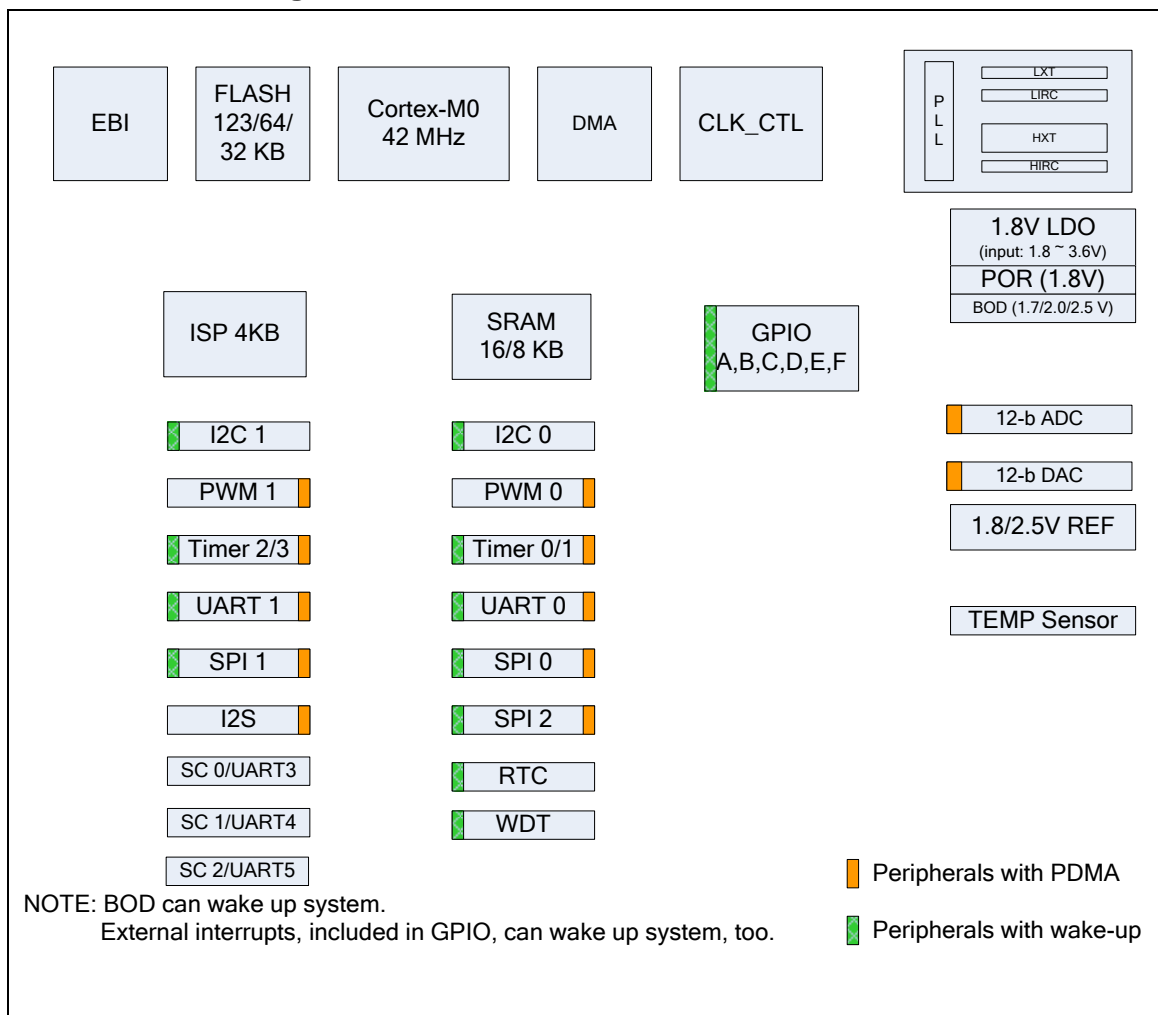 EBI
FLASH
123/64/
32 KB
Cortex-M0
42 MHz
DMA
CLK_CTL
P
L
L
LXT
LIRC
HXT
HIRC
1.8V LDO
(input: 1.8 ~ 3.6V)
POR (1.8V)
BOD (1.7/2.0/2.5 V)
ISP 4KB
SRAM
16/8 KB
GPIO
A,B,C,D,E,F
I2C 1
PWM 1
Timer 2/3
UART 1
SPI 1
I2S
SC 0/UART3
SC 1/UART4
SC 2/UART5
I2C 0
PWM 0
Timer 0/1
UART 0
SPI 0
SPI 2
RTC
WDT
12-b ADC
12-b DAC
1.8/2.5V REF
TEMP Sensor
Peripherals with PDMA
Peripherals with wake-up
NOTE: BOD can wake up system.
External interrupts, included in GPIO, can wake up system, too.